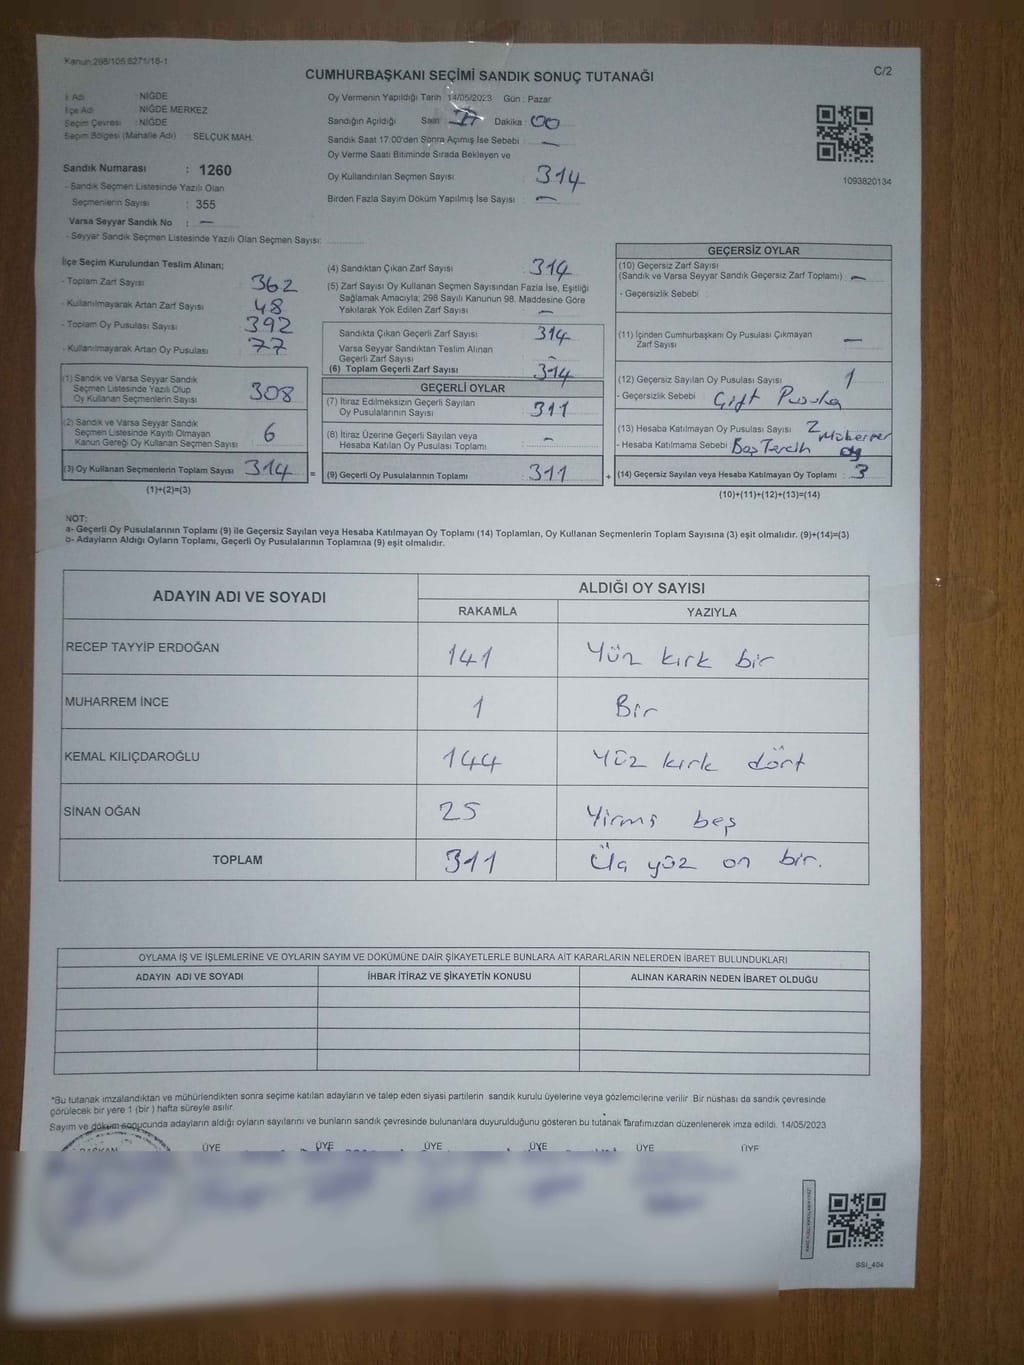 Kanun:298/105,6271/18-1
C/2
CUMHURBAŞKANI SEÇİMİ SANDIK SONUÇ TUTANAĞI
İl Adı : NİĞDE
İlçe Adı : NİĞDE MERKEZ
Seçim Çevresi : NİĞDE
Seçim Bölgesi (Mahalle Adı) : SELÇUK MAH.
Sandık Numarası : 1260
- Sandık Seçmen Listesinde Yazılı Olan
Seçmenlerin Sayısı : 355
Varsa Seyyar Sandık No : —
- Seyyar Sandık Seçmen Listesinde Yazılı Olan Seçmen Sayısı:
Oy Vermenin Yapıldığı Tarih : 14/05/2023 Gün : Pazar
Sandığın Açıldığı Saat : 17 Dakika : 00
Sandık Saat 17:00'den Sonra Açılmış İse Sebebi : —
Oy Verme Saati Bitiminde Sırada Bekleyen ve
Oy Kullandırılan Seçmen Sayısı : 314
Birden Fazla Sayım Döküm Yapılmış İse Sayısı : —
1093820134
İlçe Seçim Kurulundan Teslim Alınan;
- Toplam Zarf Sayısı : 362
- Kullanılmayarak Artan Zarf Sayısı : 48
- Toplam Oy Pusulası Sayısı : 392
- Kullanılmayarak Artan Oy Pusulası : 77
(1) Sandık ve Varsa Seyyar Sandık
Seçmen Listesinde Yazılı Olup
Oy Kullanan Seçmenlerin Sayısı : 308
(2) Sandık ve Varsa Seyyar Sandık
Seçmen Listesinde Kayıtlı Olmayan
Kanun Gereği Oy Kullanan Seçmen Sayısı : 6
(3) Oy Kullanan Seçmenlerin Toplam Sayısı : 314
(1)+(2)=(3)
(4) Sandıktan Çıkan Zarf Sayısı : 314
(5) Zarf Sayısı Oy Kullanan Seçmen Sayısından Fazla İse, Eşitliği
Sağlamak Amacıyla; 298 Sayılı Kanunun 98. Maddesine Göre
Yakılarak Yok Edilen Zarf Sayısı : —
Sandıkta Çıkan Geçerli Zarf Sayısı : 314
Varsa Seyyar Sandıktan Teslim Alınan
Geçerli Zarf Sayısı : —
(6) Toplam Geçerli Zarf Sayısı : 314
GEÇERLİ OYLAR
(7) İtiraz Edilmeksizin Geçerli Sayılan
Oy Pusulalarının Sayısı : 311
(8) İtiraz Üzerine Geçerli Sayılan veya
Hesaba Katılan Oy Pusulası Toplamı : —
= (9) Geçerli Oy Pusulalarının Toplamı : 311
GEÇERSİZ OYLAR
(10) Geçersiz Zarf Sayısı
(Sandık ve Varsa Seyyar Sandık Geçersiz Zarf Toplamı) : —
- Geçersizlik Sebebi :
(11) İçinden Cumhurbaşkanı Oy Pusulası Çıkmayan
Zarf Sayısı : —
(12) Geçersiz Sayılan Oy Pusulası Sayısı : 1
- Geçersizlik Sebebi : Çift Pusula
(13) Hesaba Katılmayan Oy Pusulası Sayısı : 2
- Hesaba Katılmama Sebebi : Boş Tercih Mükerrer oy
+ (14) Geçersiz Sayılan veya Hesaba Katılmayan Oy Toplamı : 3
(10)+(11)+(12)+(13)=(14)
NOT:
a- Geçerli Oy Pusulalarının Toplamı (9) ile Geçersiz Sayılan veya Hesaba Katılmayan Oy Toplamı (14) Toplamları, Oy Kullanan Seçmenlerin Toplam Sayısına (3) eşit olmalıdır. (9)+(14)=(3)
b- Adayların Aldığı Oyların Toplamı, Geçerli Oy Pusulalarının Toplamına (9) eşit olmalıdır.
ADAYIN ADI VE SOYADI ALDIĞI OY SAYISI
RAKAMLA YAZIYLA
RECEP TAYYİP ERDOĞAN 141 Yüz kırk bir
MUHARREM İNCE 1 Bir
KEMAL KILIÇDAROĞLU 144 Yüz kırk dört
SİNAN OĞAN 25 Yirmi beş
TOPLAM 311 Üç yüz on bir.
OYLAMA İŞ VE İŞLEMLERİNE VE OYLARIN SAYIM VE DÖKÜMÜNE DAİR ŞİKAYETLERLE BUNLARA AİT KARARLARIN NELERDEN İBARET BULUNDUKLARI
ADAYIN ADI VE SOYADI İHBAR İTİRAZ VE ŞİKAYETİN KONUSU ALINAN KARARIN NEDEN İBARET OLDUĞU
*Bu tutanak imzalandıktan ve mühürlendikten sonra seçime katılan adayların ve talep eden siyasi partilerin sandık kurulu üyelerine veya gözlemcilerine verilir. Bir nüshası da sandık çevresinde
görülecek bir yere 1 (bir ) hafta süreyle asılır.
Sayım ve döküm sonucunda adayların aldığı oyların sayılarını ve bunların sandık çevresinde bulunanlara duyurulduğunu gösteren bu tutanak tarafımızdan düzenlenerek imza edildi. 14/05/2023
BAŞKAN ÜYE ÜYE ÜYE ÜYE ÜYE ÜYE
SSI_404